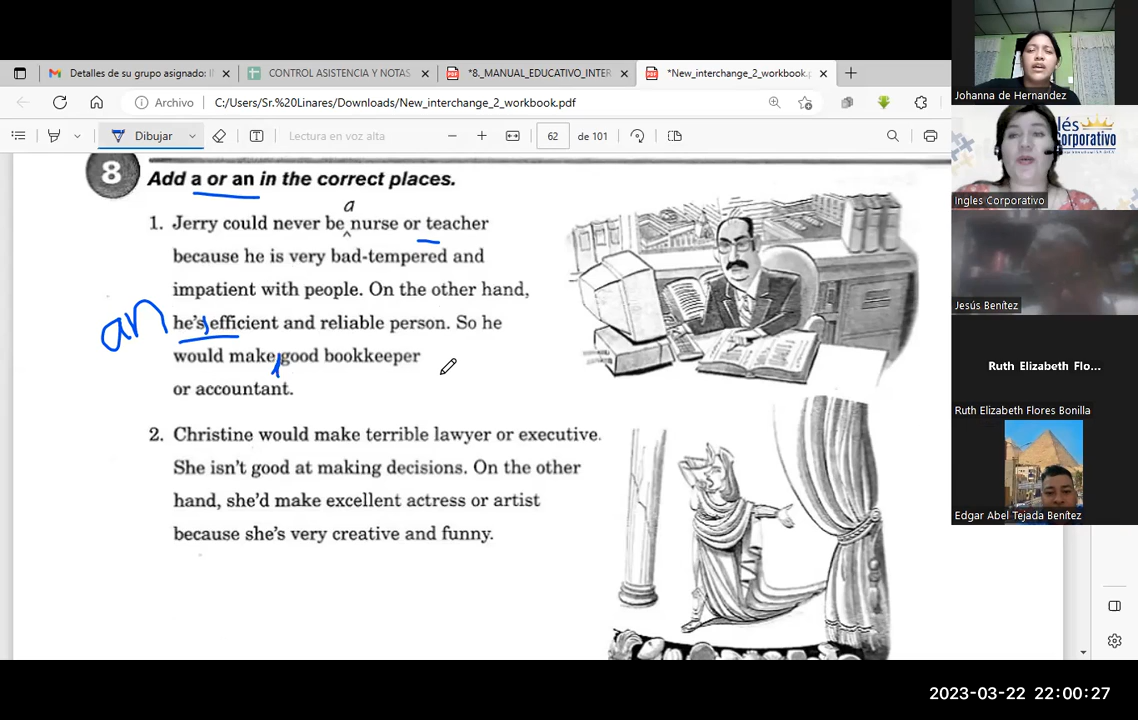 Detalles de su grupo asignado: I
CONTROL ASISTENCIA Y NOTAS
*8._MANUAL_EDUCATIVO_INTER
*New_interchange_2_workbook.p
Archivo
C:/Users/Sr.%20Linares/Downloads/New_interchange_2_workbook.pdf
Dibujar
Lectura en voz alta
62
de 101
8
Add a or an in the correct places.
a
1. Jerry could never be nurse or teacher
because he is very bad-tempered and
impatient with people. On the other hand,
an
he's efficient and reliable person. So he
would make good bookkeeper
or accountant.
2. Christine would make terrible lawyer or executive.
She isn't good at making decisions. On the other
hand, she'd make excellent actress or artist
because she's very creative and funny.
Johanna de Hernandez
lés
Corporativo
Ingles Corporativo
Jesús Benítez
Ruth Elizabeth Flo...
Ruth Elizabeth Flores Bonilla
Edgar Abel Tejada Benítez
2023-03-22 22:00:27